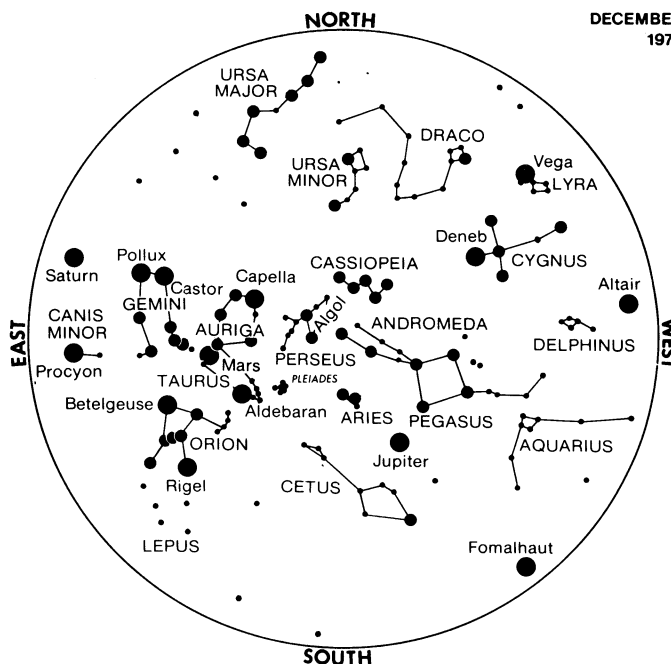 NORTH
DECEMBER
197
URSA
MAJOR
DRACO
URSA
MINOR
Vega
LYRA
Deneb
CYGNUS
Pollux
Saturn
Castor
Capella
CASSIOPEIA
Altair
GEMINI
CANIS
MINOR
AURIGA
Algol
ANDROMEDA
DELPHINUS
EAST
WEST
Procyon
Mars
PERSEUS
TAURUS
PLEIADES
Betelgeuse
Aldebaran
ARIES
PEGASUS
ORION
AQUARIUS
Jupiter
Rigel
CETUS
LEPUS
Fomalhaut
SOUTH